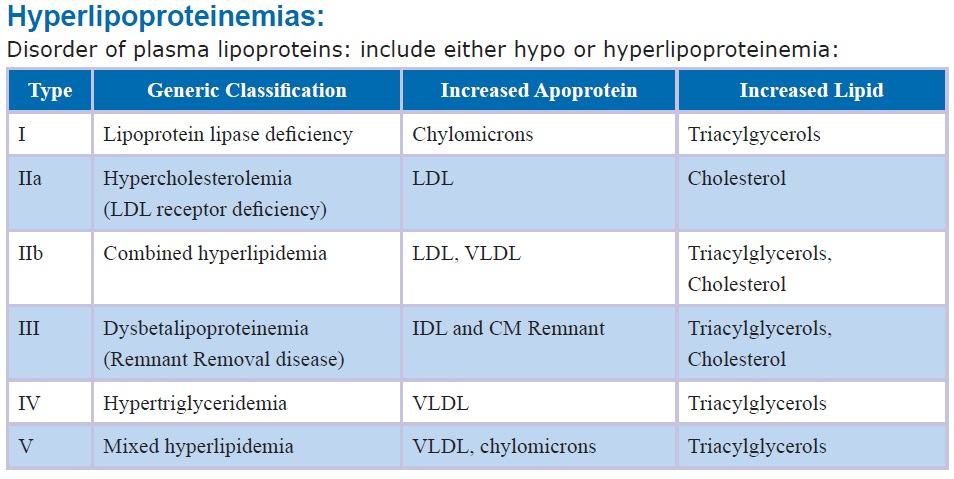 Hyperlipoproteinemias:
Disorder of plasma lipoproteins: include either hypo or hyperlipoproteinemia:
Type Generic Classification Increased Apoprotein Increased Lipid
I Lipoprotein lipase deficiency Chylomicrons Triacylgycerols
IIa Hypercholesterolemia LDL Cholesterol
(LDL receptor deficiency)
IIb Combined hyperlipidemia LDL, VLDL Triacylglycerols,
Cholesterol
III Dysbetalipoproteinemia IDL and CM Remnant Triacylglycerols,
(Remnant Removal disease) Cholesterol
IV Hypertriglyceridemia VLDL Triacylglycerols
V Mixed hyperlipidemia VLDL, chylomicrons Triacylglycerols